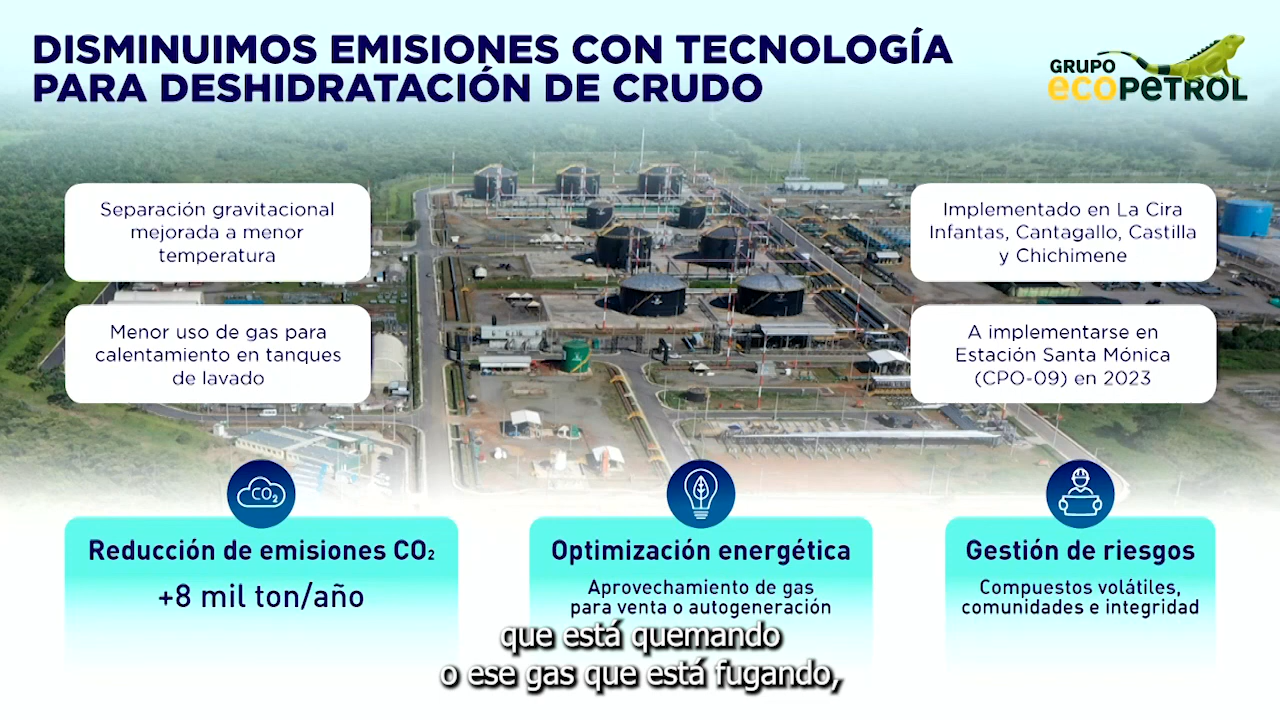 DISMINUIMOS EMISIONES CON TECNOLOGÍA
PARA DESHIDRATACIÓN DE CRUDO
GRUPO
ecopetrol
Separación gravitacional
mejorada a menor
temperatura
Menor uso de gas para
calentamiento en tanques
de lavado
Implementado en La Cira
Infantas, Cantagallo, Castilla
y Chichimene
A implementarse en
Estación Santa Mónica
(CPO-09) en 2023
CO₂
Reducción de emisiones CO₂
+8 mil ton/año
Optimización energética
Aprovechamiento de gas
para venta o autogeneración
Gestión de riesgos
Compuestos volátiles,
comunidades e integridad
que está quemando
o ese gas que está fugando,